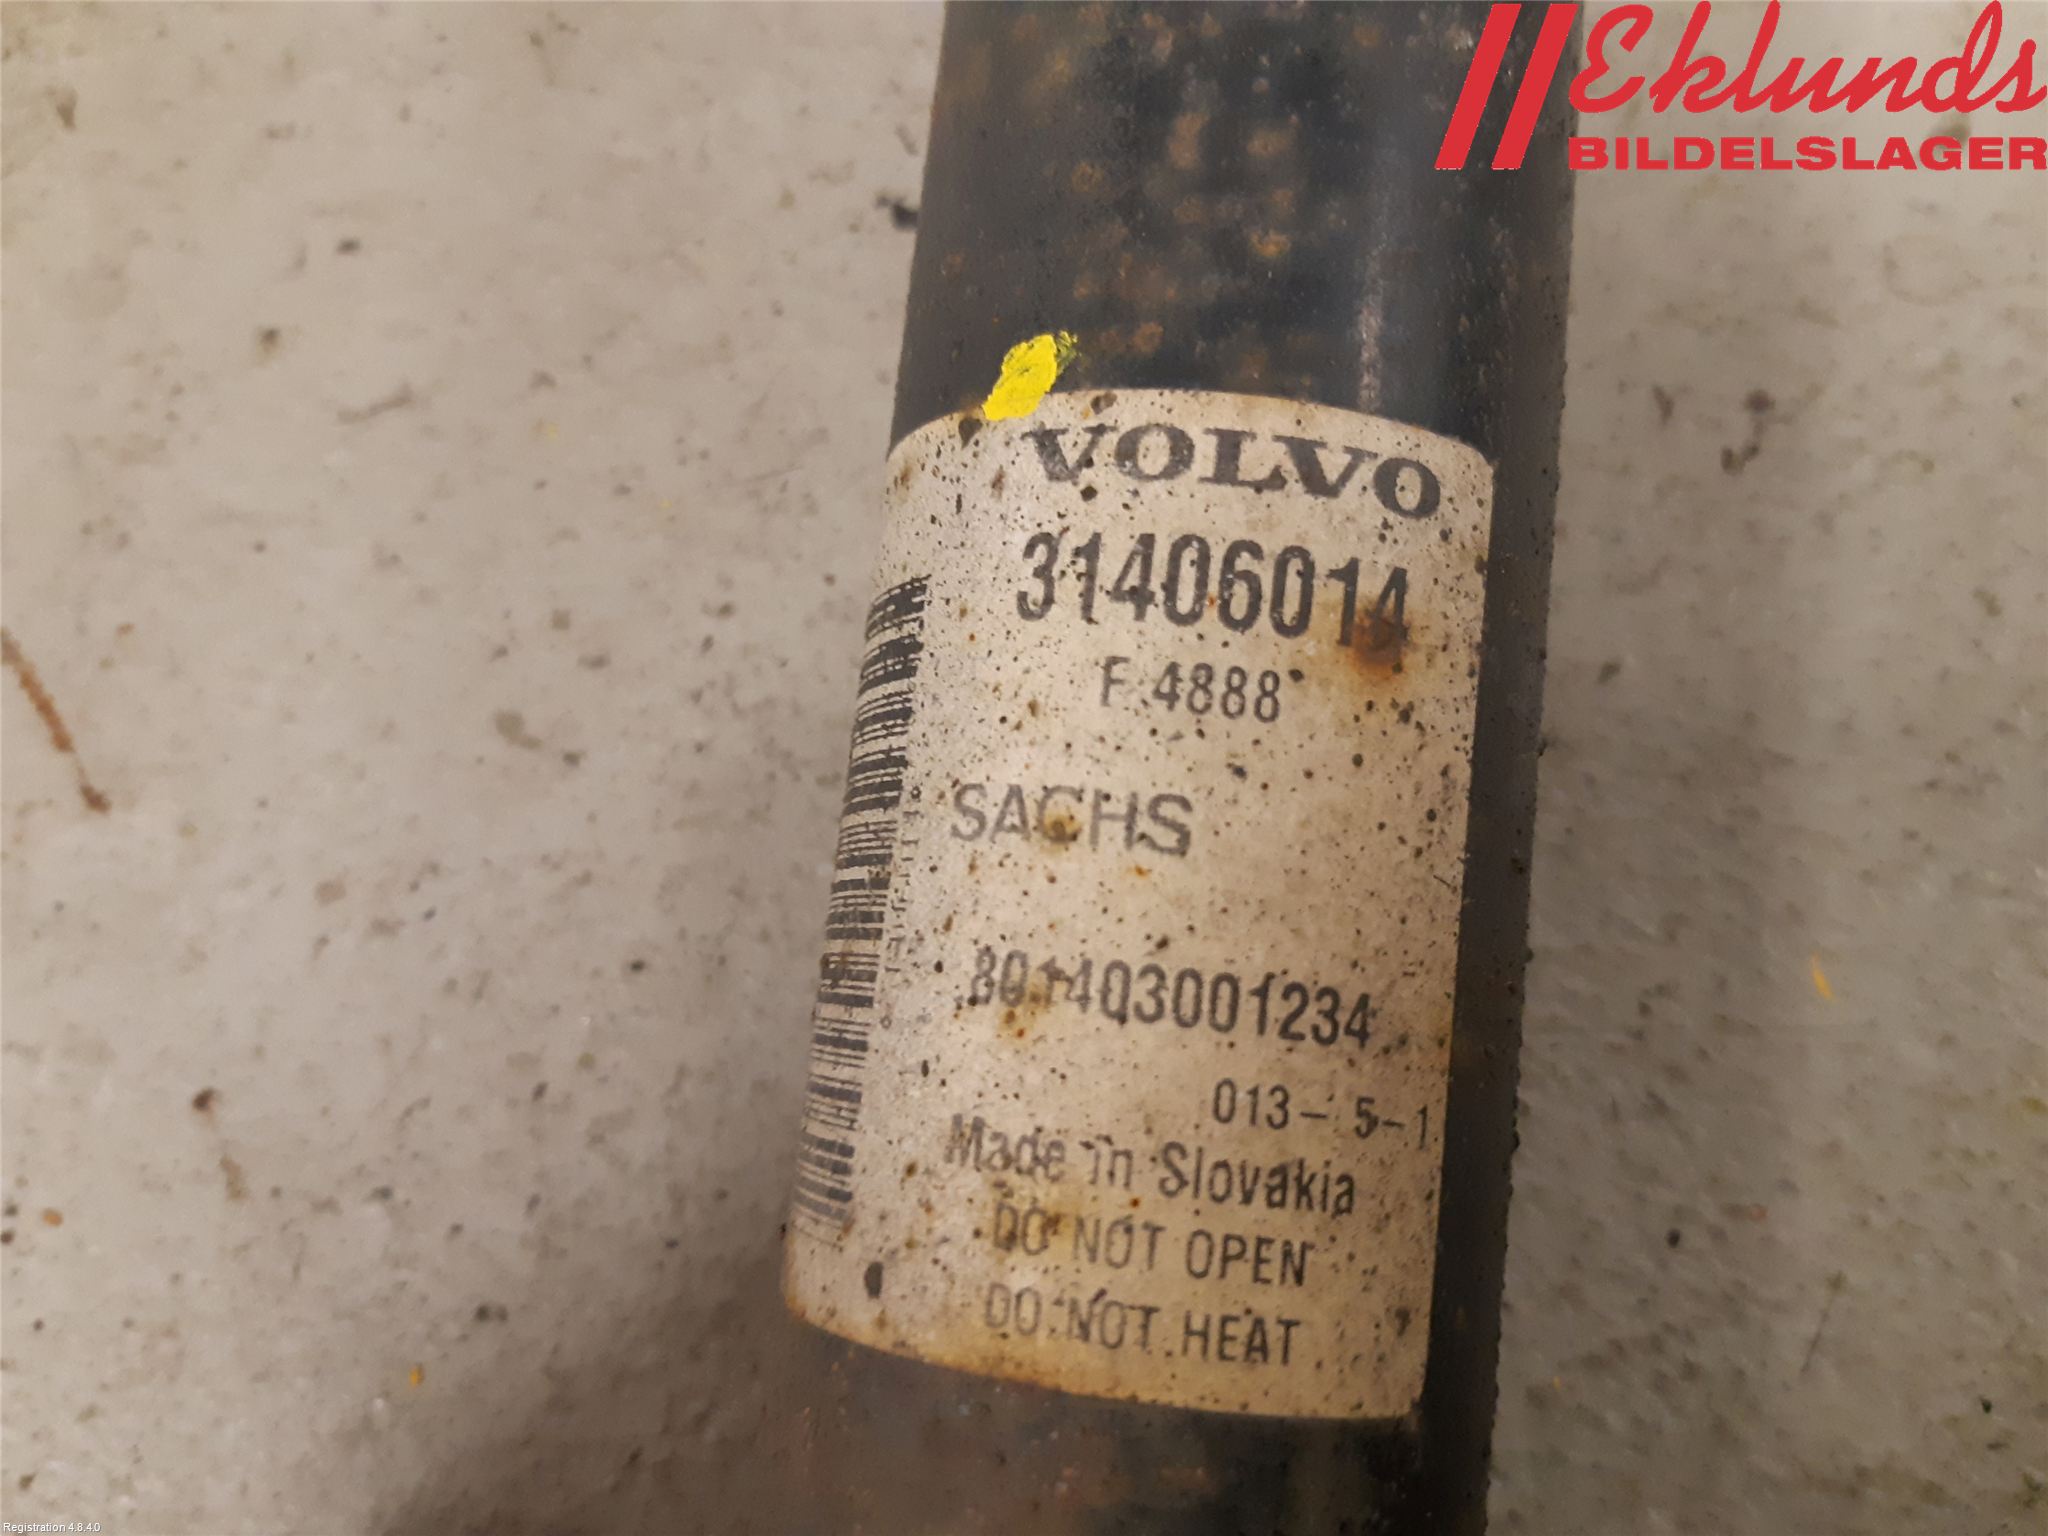 Eklunds
BILDELSLAGER
VOLVO
31406014
F 4888
SACHS
801403001234
013- 5-1
Made in Slovakia
DO NOT OPEN
DO NOT HEAT
Registration 4.8.4.0